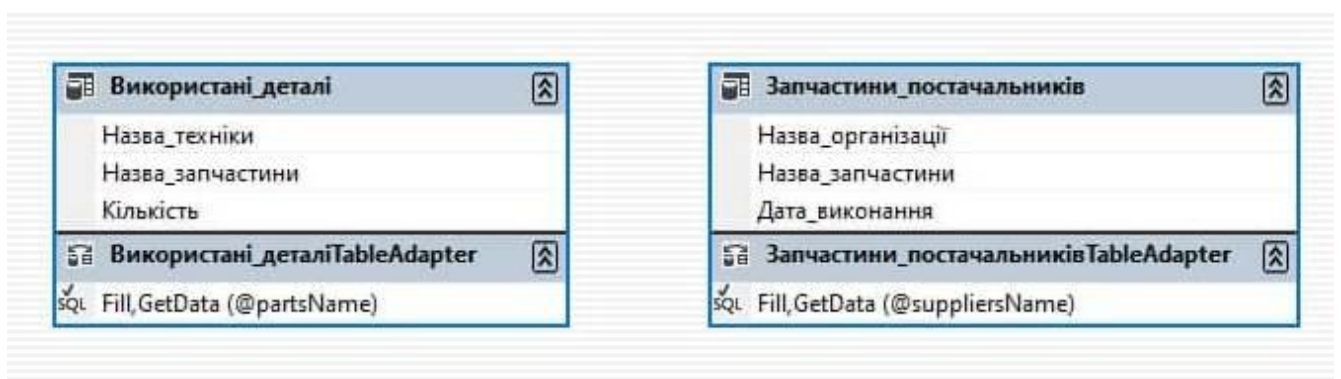 Використані_деталі
Назва_техніки
Назва_запчастини
Кількість
Використані_деталіTableAdapter
SQL Fill,GetData (@partsName)
Запчастини_постачальників
Назва_організації
Назва_запчастини
Дата_виконання
Запчастини_постачальниківTableAdapter
SQL Fill,GetData (@suppliersName)